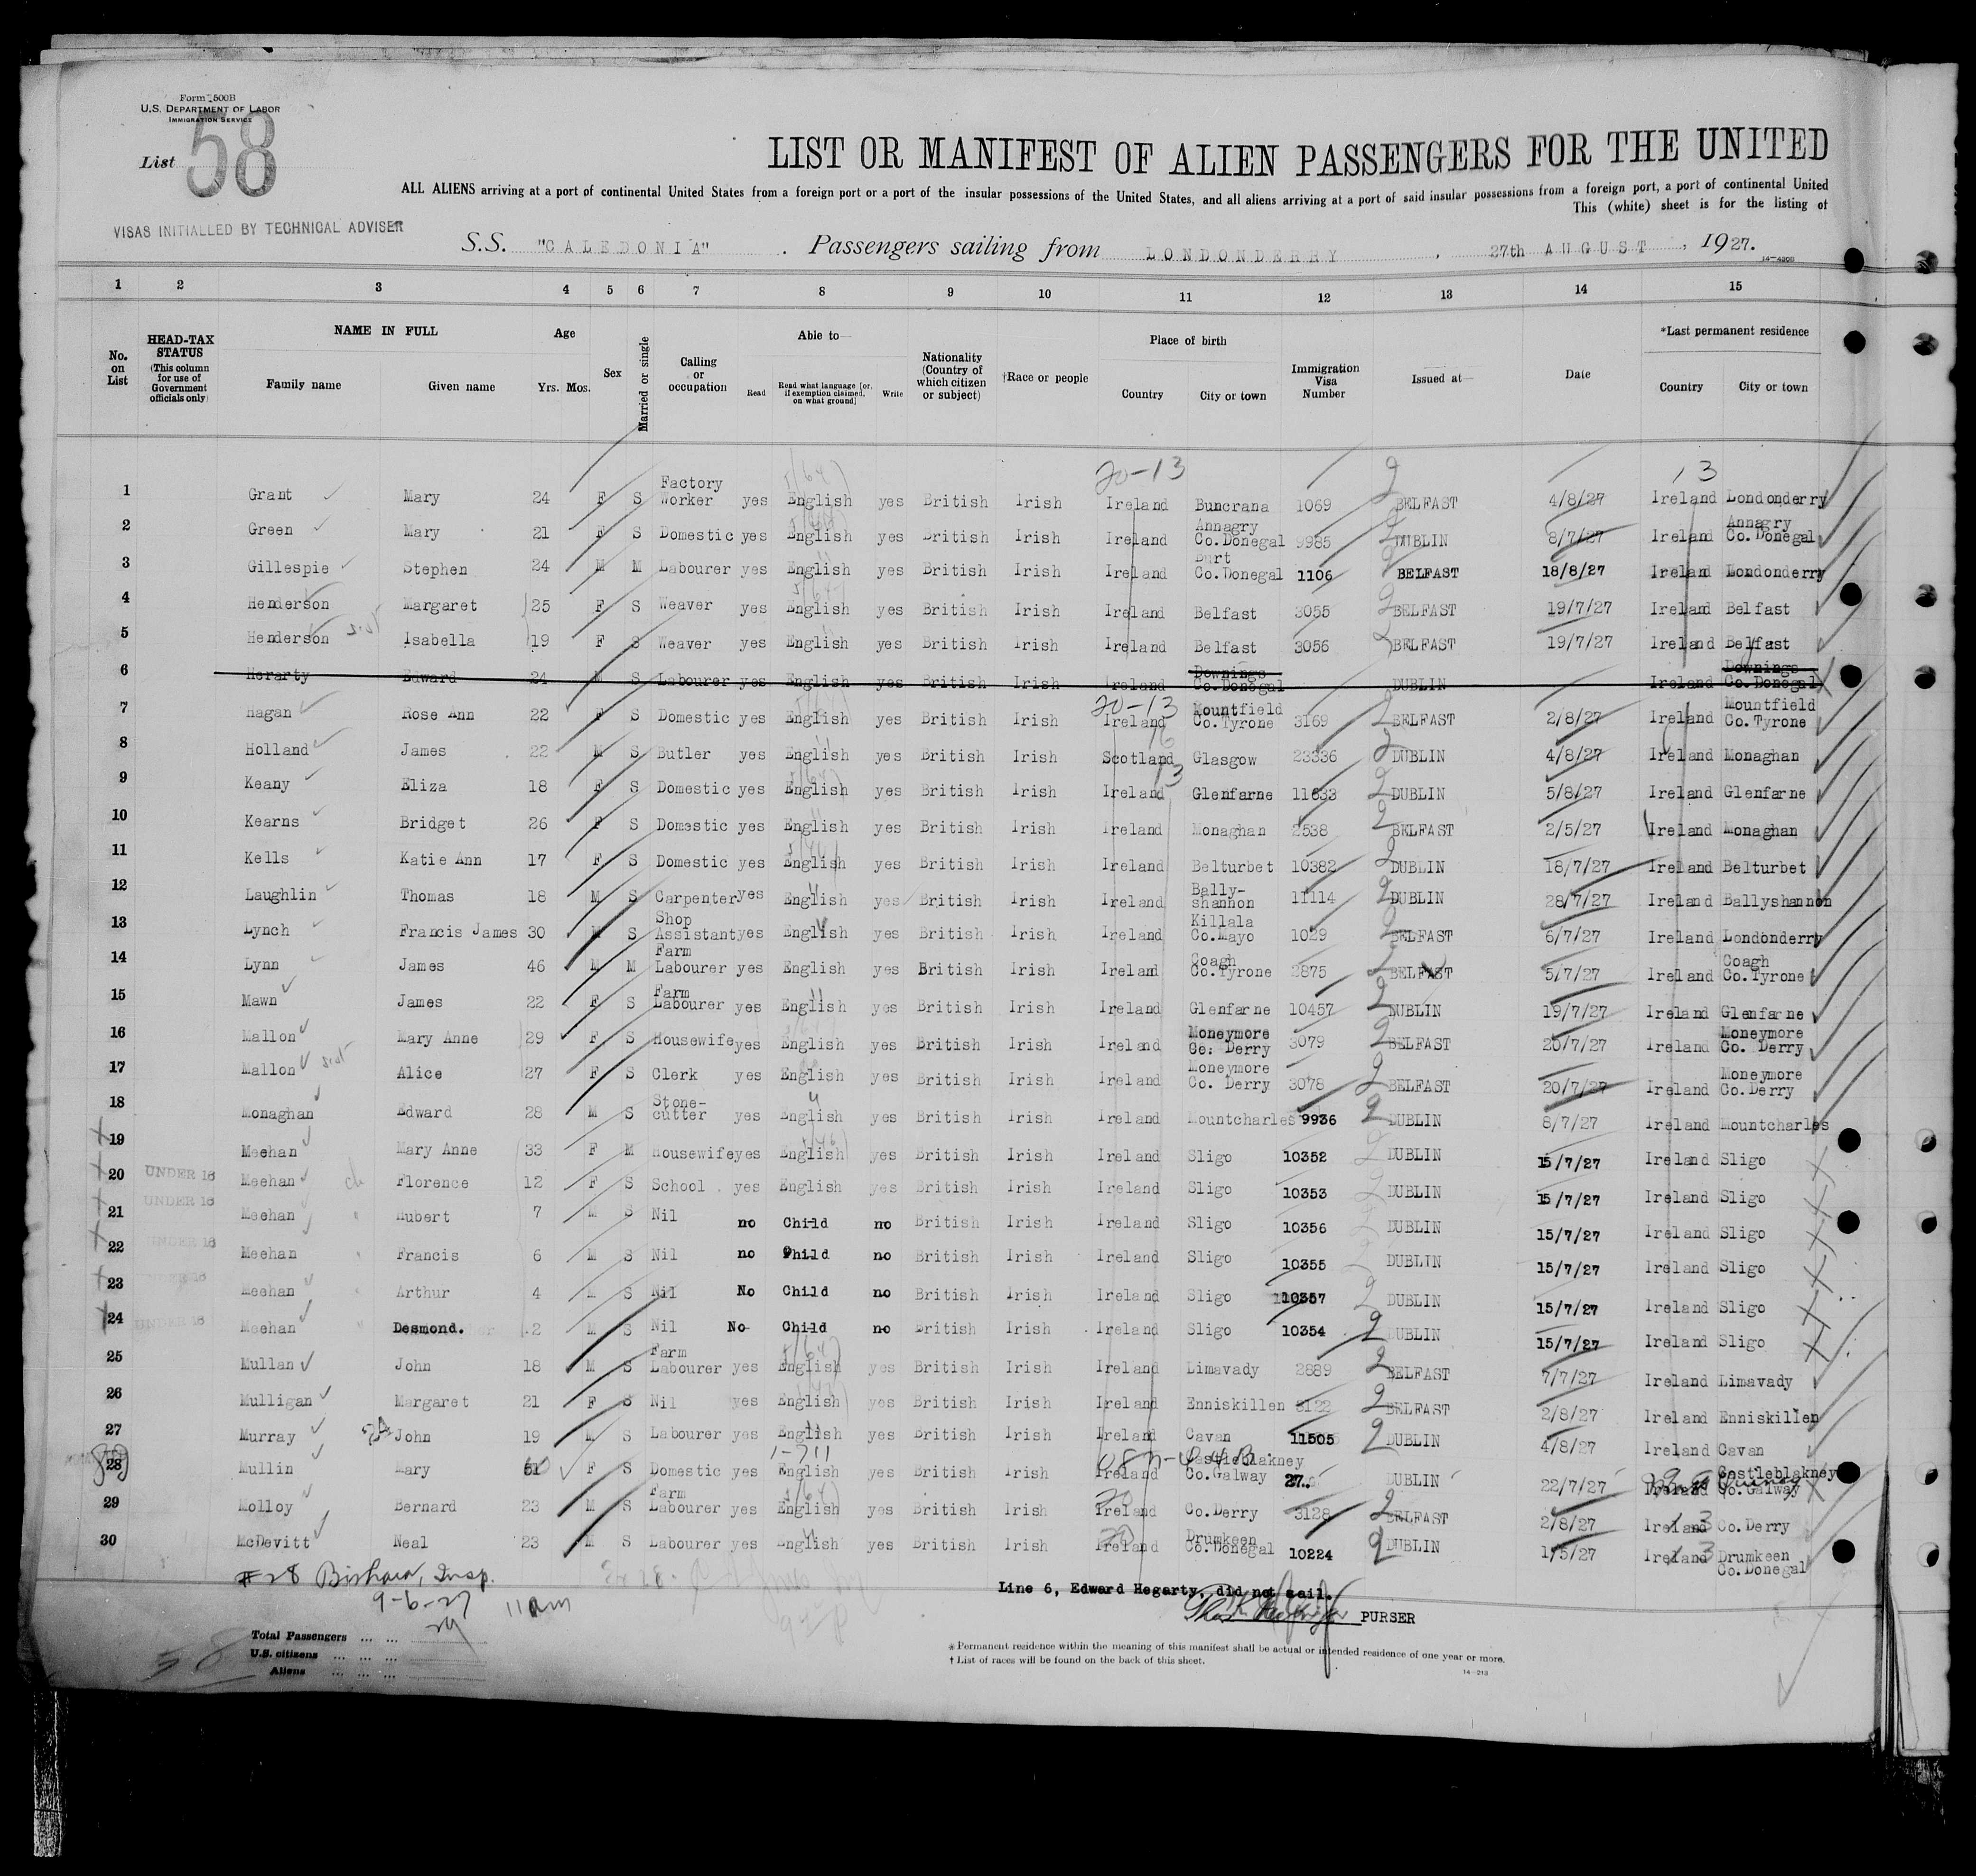 Form 500B
U.S. DEPARTMENT OF LABOR
IMMIGRATION SERVICE
List 58
LIST OR MANIFEST OF ALIEN PASSENGERS FOR THE UNITED
ALL ALIENS arriving at a port of continental United States from a foreign port or a port of the insular possessions of the United States, and all aliens arriving at a port of said insular possessions from a foreign port, a port of continental United
This (white) sheet is for the listing of
VISAS INITIALLED BY TECHNICAL ADVISER
S.S. "CALEDONIA" . Passengers sailing from LONDONDERRY , 27th AUGUST , 1927.
14-4208
1 2 3 4 5 6 7 8 9 10 11 12 13 14 15
No. on List
HEAD-TAX STATUS (This column for use of Government officials only)
NAME IN FULL Family name Given name
Age Yrs. Mos.
Sex
Married or single
Calling or occupation
Able to— Read Read what language [or, if exemption claimed, on what ground] Write
Nationality (Country of which citizen or subject)
†Race or people
Place of birth Country City or town
Immigration Visa Number
Issued at—
Date
*Last permanent residence Country City or town
20-13 13
1 Grant Mary 24 F S Factory Worker yes English yes British Irish Ireland Buncrana 1069 BELFAST 4/8/27 Ireland Londonderry
2 Green Mary 21 F S Domestic yes English yes British Irish Ireland Annagry Co.Donegal 9985 DUBLIN 8/7/27 Ireland Annagry Co.Donegal
3 Gillespie Stephen 24 M M Labourer yes English yes British Irish Ireland Burt Co.Donegal 1106 BELFAST 18/8/27 Ireland Londonderry
4 Henderson Margaret 25 F S Weaver yes English yes British Irish Ireland Belfast 3055 BELFAST 19/7/27 Ireland Belfast
5 Henderson sist Isabella 19 F S Weaver yes English yes British Irish Ireland Belfast 3056 BELFAST 19/7/27 Ireland Belfast
6 Herarty Edward 24 M S Labourer yes English yes British Irish Ireland Downings Co.Donegal DUBLIN Ireland Downings Co.Donegal
20-13
7 Hagan Rose Ann 22 F S Domestic yes English yes British Irish Ireland Mountfield Co.Tyrone 3169 BELFAST 2/8/27 Ireland Mountfield Co.Tyrone
8 Holland James 22 M S Butler yes English yes British Irish Scotland Glasgow 23336 DUBLIN 4/8/27 Ireland Monaghan
9 Keany Eliza 18 F S Domestic yes English yes British Irish Ireland Glenfarne 11633 DUBLIN 5/8/27 Ireland Glenfarne
10 Kearns Bridget 26 F S Domestic yes English yes British Irish Ireland Monaghan 2538 BELFAST 2/5/27 Ireland Monaghan
11 Kells Katie Ann 17 F S Domestic yes English yes British Irish Ireland Belturbet 10382 DUBLIN 18/7/27 Ireland Belturbet
12 Laughlin Thomas 18 M S Carpenter yes English yes British Irish Ireland Bally-shannon 11114 DUBLIN 28/7/27 Ireland Ballyshannon
13 Lynch Francis James 30 M S Shop Assistant yes English yes British Irish Ireland Killala Co.Mayo 1029 BELFAST 6/7/27 Ireland Londonderry
14 Lynn James 46 M M Farm Labourer yes English yes British Irish Ireland Coagh Co.Tyrone 2875 BELFAST 5/7/27 Ireland Coagh Co.Tyrone
15 Mawn James 22 F S Farm Labourer yes English yes British Irish Ireland Glenfarne 10457 DUBLIN 19/7/27 Ireland Glenfarne
16 Mallon Mary Anne 29 F S Housewife yes English yes British Irish Ireland Moneymore Co: Derry 3079 BELFAST 20/7/27 Ireland Moneymore Co. Derry
17 Mallon sist Alice 27 F S Clerk yes English yes British Irish Ireland Moneymore Co. Derry 3078 BELFAST 20/7/27 Ireland Moneymore Co.Derry
18 Monaghan Edward 28 M S Stone-cutter yes English yes British Irish Ireland Mountcharles 9936 DUBLIN 8/7/27 Ireland Mountcharles
19 Meehan Mary Anne 33 F M Housewife yes English yes British Irish Ireland Sligo 10352 DUBLIN 15/7/27 Ireland Sligo
20 UNDER 16 Meehan ch Florence 12 F S School yes English yes British Irish Ireland Sligo 10353 DUBLIN 15/7/27 Ireland Sligo
21 UNDER 16 Meehan " Hubert 7 M S Nil no Child no British Irish Ireland Sligo 10356 DUBLIN 15/7/27 Ireland Sligo
22 UNDER 16 Meehan " Francis 6 M S Nil no Child no British Irish Ireland Sligo 10355 DUBLIN 15/7/27 Ireland Sligo
23 UNDER 16 Meehan " Arthur 4 M S Nil No Child no British Irish Ireland Sligo 10357 DUBLIN 15/7/27 Ireland Sligo
24 UNDER 16 Meehan " Desmond. 2 M S Nil No Child no British Irish Ireland Sligo 10354 DUBLIN 15/7/27 Ireland Sligo
25 Mullan John 18 M S Farm Labourer yes English yes British Irish Ireland Limavady 2889 BELFAST 7/7/27 Ireland Limavady
26 Mulligan Margaret 21 F S Nil yes English yes British Irish Ireland Enniskillen 3122 BELFAST 2/8/27 Ireland Enniskillen
27 Murray John 19 M S Labourer yes English yes British Irish Ireland Cavan 11505 DUBLIN 4/8/27 Ireland Cavan
28 Mullin Mary 51 F S Domestic yes English yes British Irish Ireland Castleblakney Co.Galway 27.. DUBLIN 22/7/27 Ireland Castleblakney Co.Galway
29 Molloy Bernard 23 M S Farm Labourer yes English yes British Irish Ireland Co.Derry 3128 BELFAST 2/8/27 Ireland Co.Derry
30 McDevitt Neal 23 M S Labourer yes English yes British Irish Ireland Drumkeen Co.Donegal 10224 DUBLIN 1/5/27 Ireland Drumkeen Co.Donegal
#28 Insp.
9-6-27 11 am
Line 6, Edward Hegarty, did not sail.
PURSER
Total Passengers ... ... 29
U.S. citizens ... ... ...
Aliens ... ... ...
58
* Permanent residence within the meaning of this manifest shall be actual or intended residence of one year or more.
† List of races will be found on the back of this sheet.
14-213